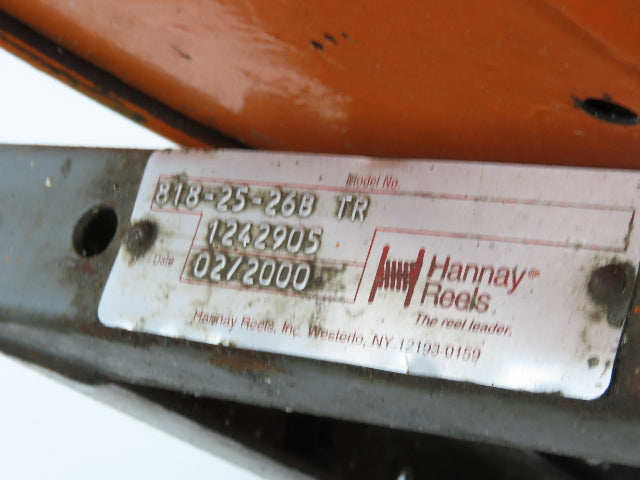 Model No.
818-25-26B TR
1242905
Date 02/2000
Hannay®
Reels
The reel leader.
Hannay Reels, Inc. Westerlo, NY 12193-0159